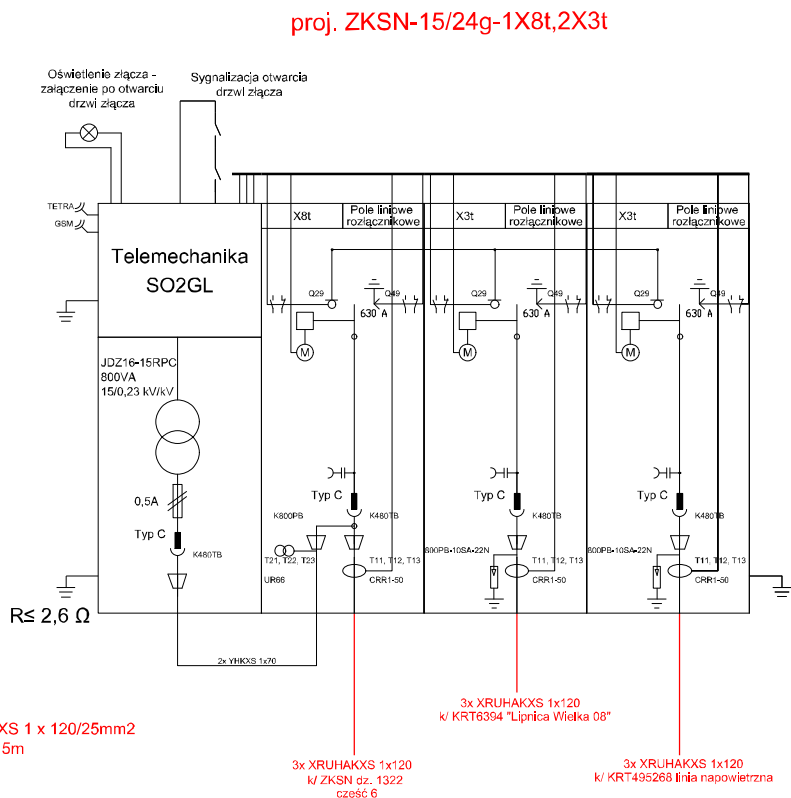 proj. ZKSN-15/24g-1X8t,2X3t
Oświetlenie złącza -
załączenie po otwarciu
drzwi złącza
Sygnalizacja otwarcia
drzwi złącza
TETRA
GSM
Telemechanika
SO2GL
X8t
Pole liniowe
rozłącznikowe
X3t
Pole liniowe
rozłącznikowe
X3t
Pole liniowe
rozłącznikowe
Q29
Q49
630 A
M
Q29
Q49
630 A
M
Q29
Q49
630 A
M
JDZ16-15RPC
800VA
15/0,23 kV/kV
0,5A
Typ C
K480TB
Typ C
K800PB
K480TB
T21, T22, T23
UR66
T11, T12, T13
CRR1-50
Typ C
K480TB
800PB-10SA-22N
T11, T12, T13
CRR1-50
Typ C
K480TB
800PB-10SA-22N
T11, T12, T13
CRR1-50
R≤ 2,6 Ω
2x YHKXS 1x70
XS 1 x 120/25mm2
5m
3x XRUHAKXS 1x120
k/ ZKSN dz. 1322
cześć 6
3x XRUHAKXS 1x120
k/ KRT6394 "Lipnica Wielka 08"
3x XRUHAKXS 1x120
k/ KRT495268 linia napowietrzna